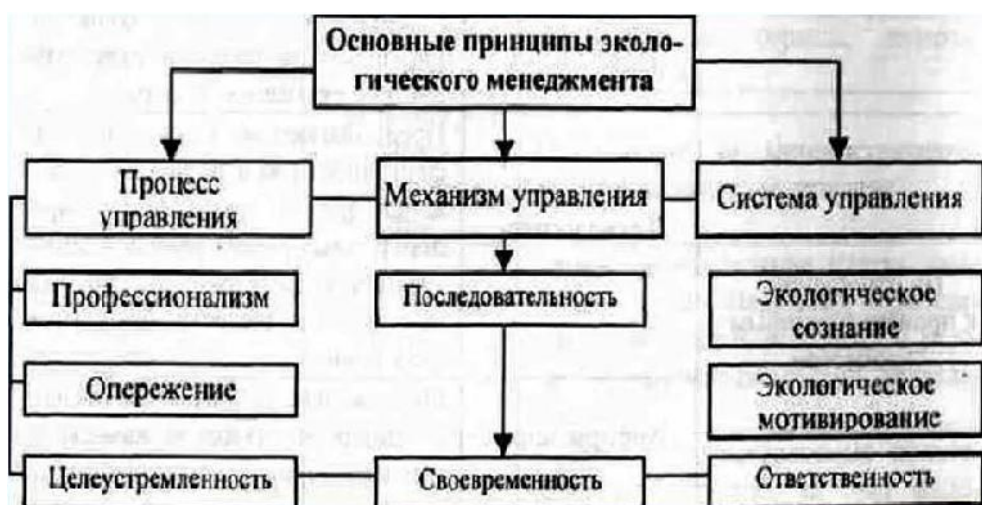 Основные принципы эколо-
гического менеджмента
Процесс
управления
Механизм управления
Система управления
Профессионализм
Последовательность
Экологическое
сознание
Опережение
Экологическое
мотивирование
Целеустремленность
Своевременность
Ответственность